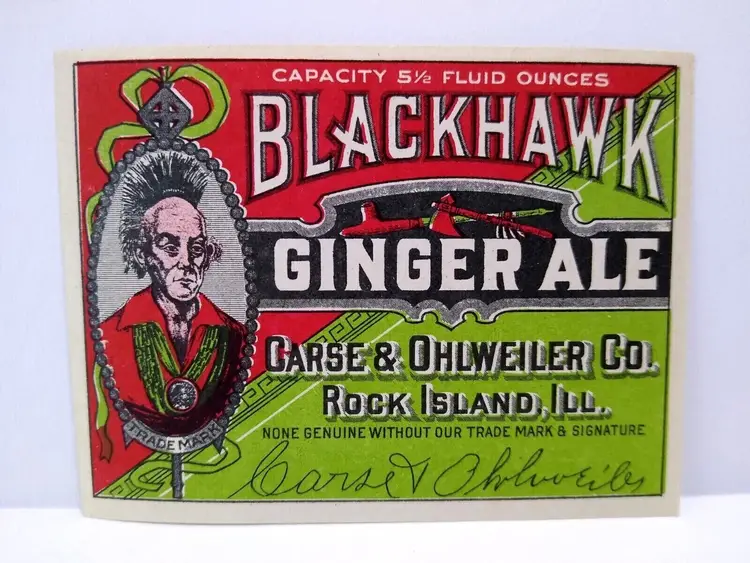 CAPACITY 5½ FLUID OUNCES
BLACKHAWK
GINGER ALE
CARSE & OHLWEILER CO.
ROCK ISLAND, ILL.
NONE GENUINE WITHOUT OUR TRADE MARK & SIGNATURE
Carse & Ohlweiler
TRADE MARK